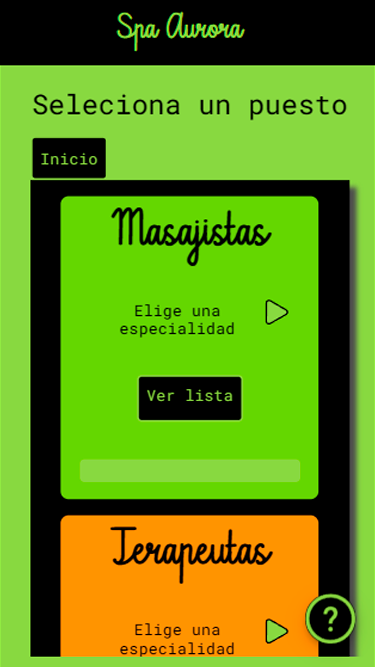 Spa Aurora
Seleciona un puesto
Inicio
Masajistas
Elige una
especialidad
Ver lista
Terapeutas
Elige una
especialidad
?